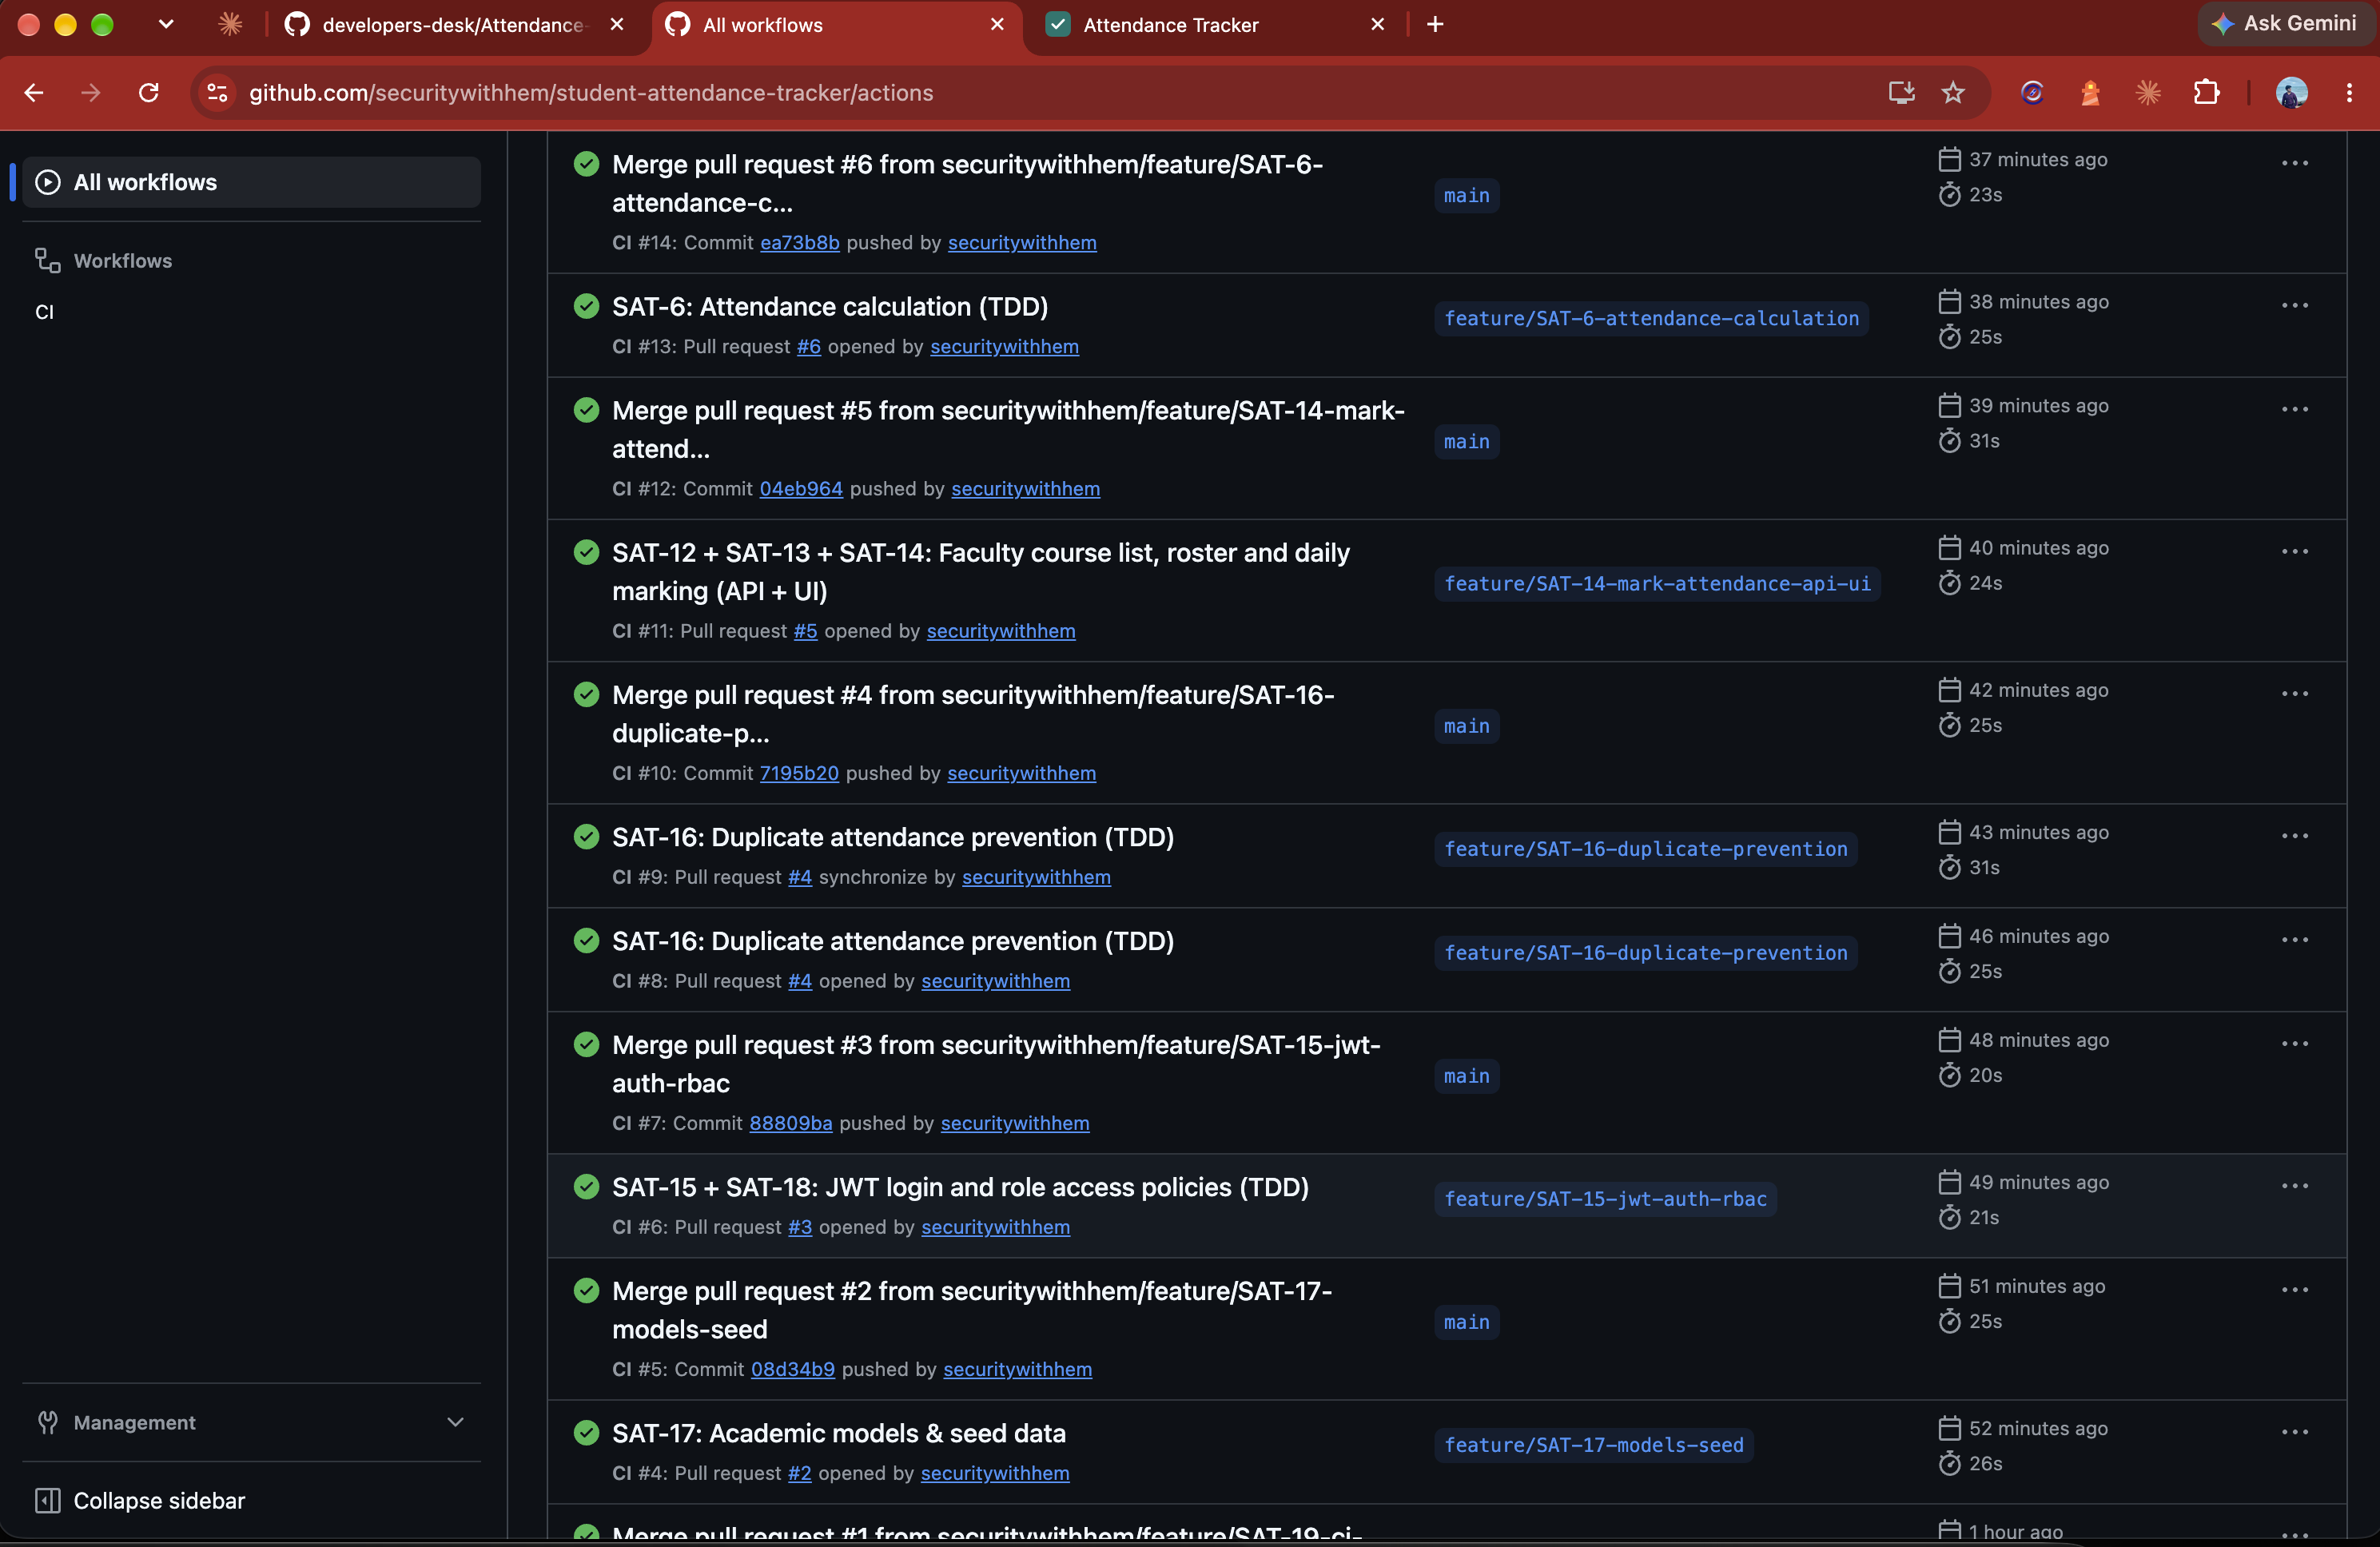 developers-desk/Attendance-
All workflows
Attendance Tracker
Ask Gemini
github.com/securitywithhem/student-attendance-tracker/actions
All workflows
Workflows
CI
Management
Collapse sidebar
Merge pull request #6 from securitywithhem/feature/SAT-6-
attendance-c...
CI #14: Commit ea73b8b pushed by securitywithhem
main
37 minutes ago
23s
SAT-6: Attendance calculation (TDD)
CI #13: Pull request #6 opened by securitywithhem
feature/SAT-6-attendance-calculation
38 minutes ago
25s
Merge pull request #5 from securitywithhem/feature/SAT-14-mark-
attend...
CI #12: Commit 04eb964 pushed by securitywithhem
main
39 minutes ago
31s
SAT-12 + SAT-13 + SAT-14: Faculty course list, roster and daily
marking (API + UI)
CI #11: Pull request #5 opened by securitywithhem
feature/SAT-14-mark-attendance-api-ui
40 minutes ago
24s
Merge pull request #4 from securitywithhem/feature/SAT-16-
duplicate-p...
CI #10: Commit 7195b20 pushed by securitywithhem
main
42 minutes ago
25s
SAT-16: Duplicate attendance prevention (TDD)
CI #9: Pull request #4 synchronize by securitywithhem
feature/SAT-16-duplicate-prevention
43 minutes ago
31s
SAT-16: Duplicate attendance prevention (TDD)
CI #8: Pull request #4 opened by securitywithhem
feature/SAT-16-duplicate-prevention
46 minutes ago
25s
Merge pull request #3 from securitywithhem/feature/SAT-15-jwt-
auth-rbac
CI #7: Commit 88809ba pushed by securitywithhem
main
48 minutes ago
20s
SAT-15 + SAT-18: JWT login and role access policies (TDD)
CI #6: Pull request #3 opened by securitywithhem
feature/SAT-15-jwt-auth-rbac
49 minutes ago
21s
Merge pull request #2 from securitywithhem/feature/SAT-17-
models-seed
CI #5: Commit 08d34b9 pushed by securitywithhem
main
51 minutes ago
25s
SAT-17: Academic models & seed data
CI #4: Pull request #2 opened by securitywithhem
feature/SAT-17-models-seed
52 minutes ago
26s
Merge pull request #1 from securitywithhem/feature/SAT-19-ci-
1 hour ago